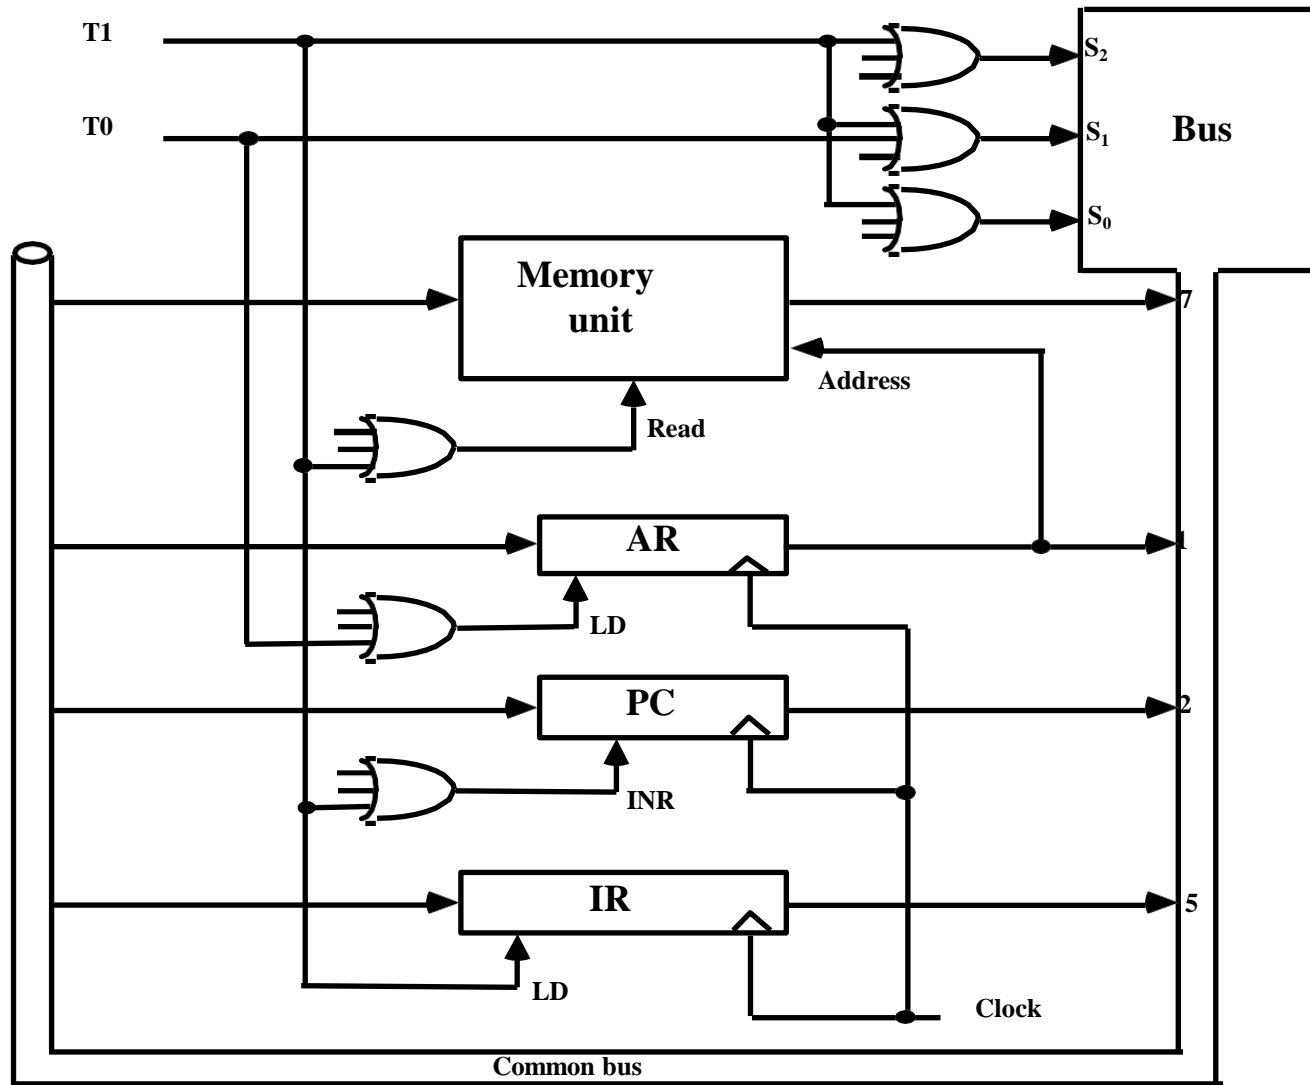 T1
S₂
T0
S₁
Bus
S₀
Memory
unit
7
Address
Read
AR
1
LD
PC
2
INR
IR
5
LD
Clock
Common bus